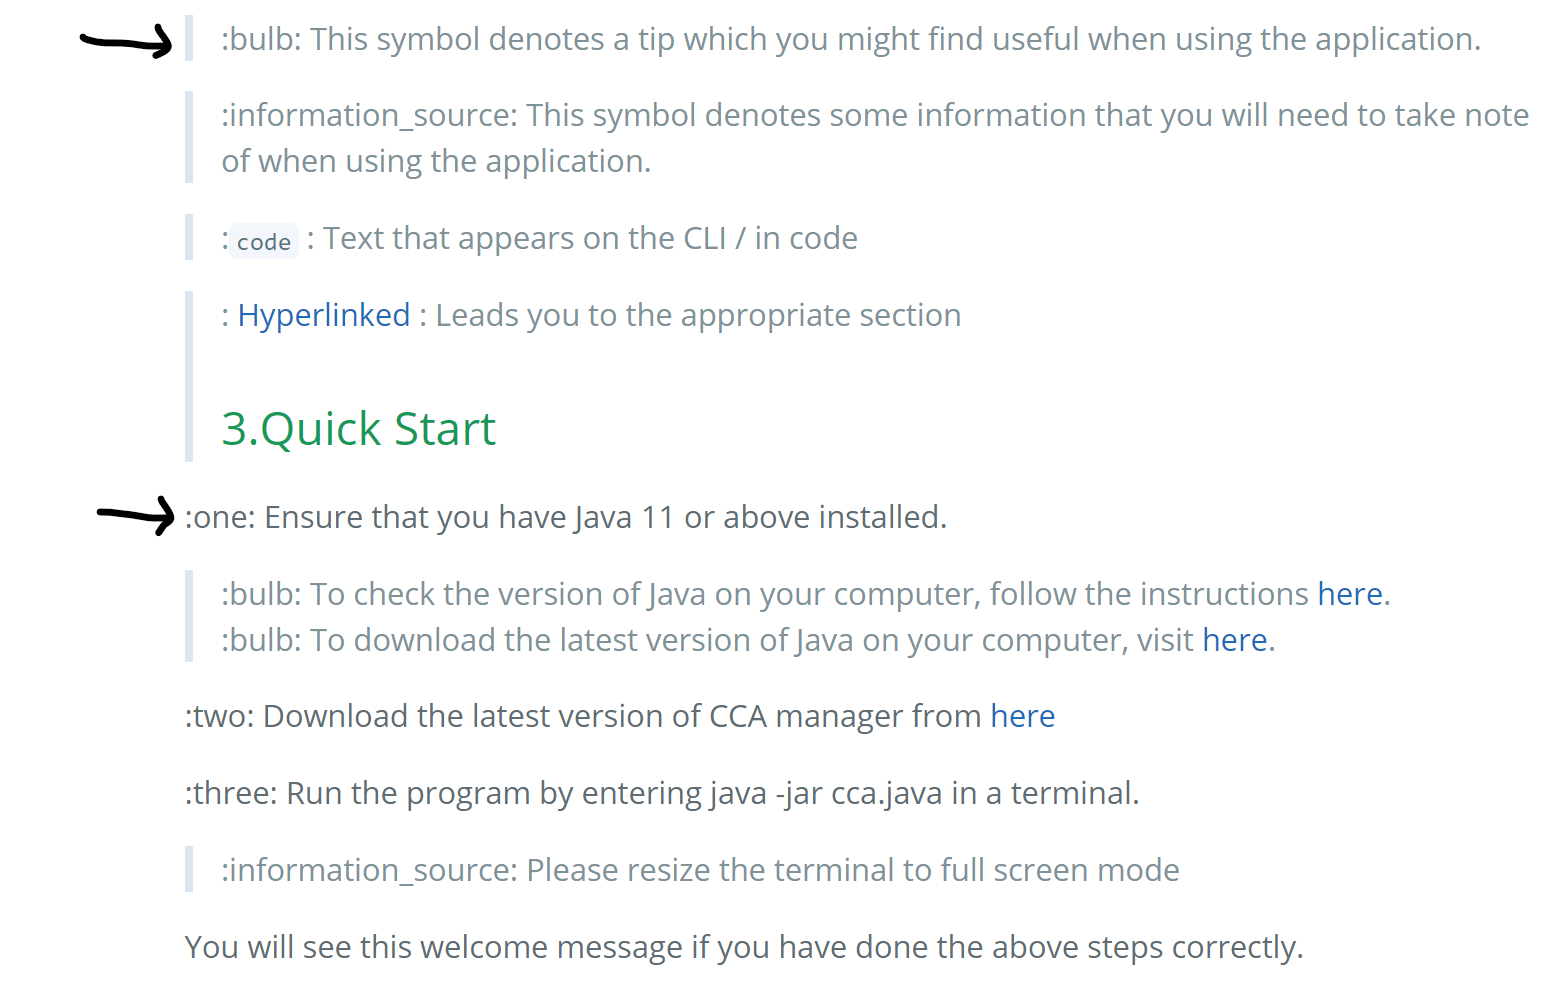 :bulb: This symbol denotes a tip which you might find useful when using the application.
:information_source: This symbol denotes some information that you will need to take note
of when using the application.
:code : Text that appears on the CLI / in code
: Hyperlinked : Leads you to the appropriate section
3.Quick Start
:one: Ensure that you have Java 11 or above installed.
:bulb: To check the version of Java on your computer, follow the instructions here.
:bulb: To download the latest version of Java on your computer, visit here.
:two: Download the latest version of CCA manager from here
:three: Run the program by entering java -jar cca.java in a terminal.
:information_source: Please resize the terminal to full screen mode
You will see this welcome message if you have done the above steps correctly.